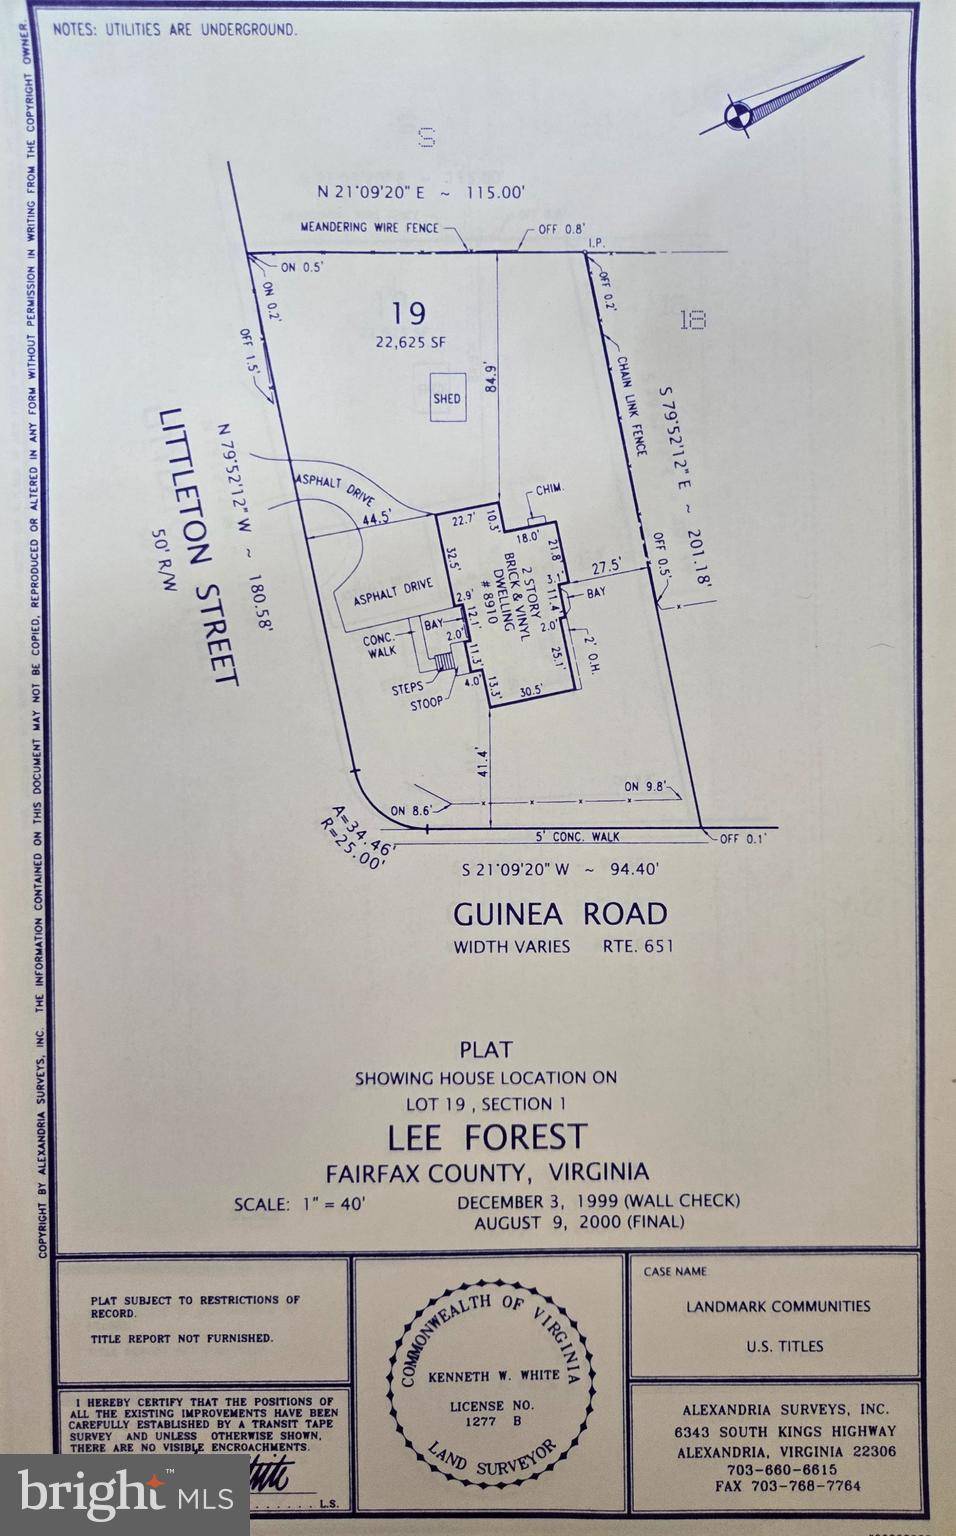 NOTES: UTILITIES ARE UNDERGROUND.
COPYRIGHT BY ALEXANDRIA SURVEYS, INC. THE INFORMATION CONTAINED ON THIS DOCUMENT MAY NOT BE COPIED, REPRODUCED OR ALTERED IN ANY FORM WITHOUT PERMISSION IN WRITING FROM THE COPYRIGHT OWNER.
S
N 21°09'20" E ~ 115.00'
MEANDERING WIRE FENCE
OFF 0.8'
I.P.
ON 0.5'
ON 0.2'
OFF 0.2'
19
22,625 SF
18
OFF 1.5'
84.9'
CHAIN LINK FENCE
SHED
S 79°52'12" E ~ 201.18'
LITTLETON STREET
50' R/W
N 79°52'12" W ~ 180.58'
ASPHALT DRIVE
CHIM.
44.5'
22.7'
10.3'
18.0'
21.8'
OFF 0.5'
32.5'
2 STORY
BRICK & VINYL
DWELLING
# 8910
27.5'
ASPHALT DRIVE
3.1'
BAY
11.4'
2.9'
12.1'
BAY
2.0'
2.0'
CONC.
WALK
2' O.H.
11.3'
25.1'
STEPS
4.0'
STOOP
13.3'
30.5'
41.4'
ON 9.8'
ON 8.6'
A=34.46'
R=25.00'
5' CONC. WALK
OFF 0.1'
S 21°09'20" W ~ 94.40'
GUINEA ROAD
WIDTH VARIES RTE. 651
PLAT
SHOWING HOUSE LOCATION ON
LOT 19 , SECTION 1
LEE FOREST
FAIRFAX COUNTY, VIRGINIA
SCALE: 1" = 40'
DECEMBER 3, 1999 (WALL CHECK)
AUGUST 9, 2000 (FINAL)
PLAT SUBJECT TO RESTRICTIONS OF
RECORD.
TITLE REPORT NOT FURNISHED.
I HEREBY CERTIFY THAT THE POSITIONS OF
ALL THE EXISTING IMPROVEMENTS HAVE BEEN
CAREFULLY ESTABLISHED BY A TRANSIT TAPE
SURVEY AND UNLESS OTHERWISE SHOWN,
THERE ARE NO VISIBLE ENCROACHMENTS.
L.S.
COMMONWEALTH OF VIRGINIA
KENNETH W. WHITE
LICENSE NO.
1277 B
LAND SURVEYOR
CASE NAME
LANDMARK COMMUNITIES
U.S. TITLES
ALEXANDRIA SURVEYS, INC.
6343 SOUTH KINGS HIGHWAY
ALEXANDRIA, VIRGINIA 22306
703-660-6615
FAX 703-768-7764
bright™ MLS